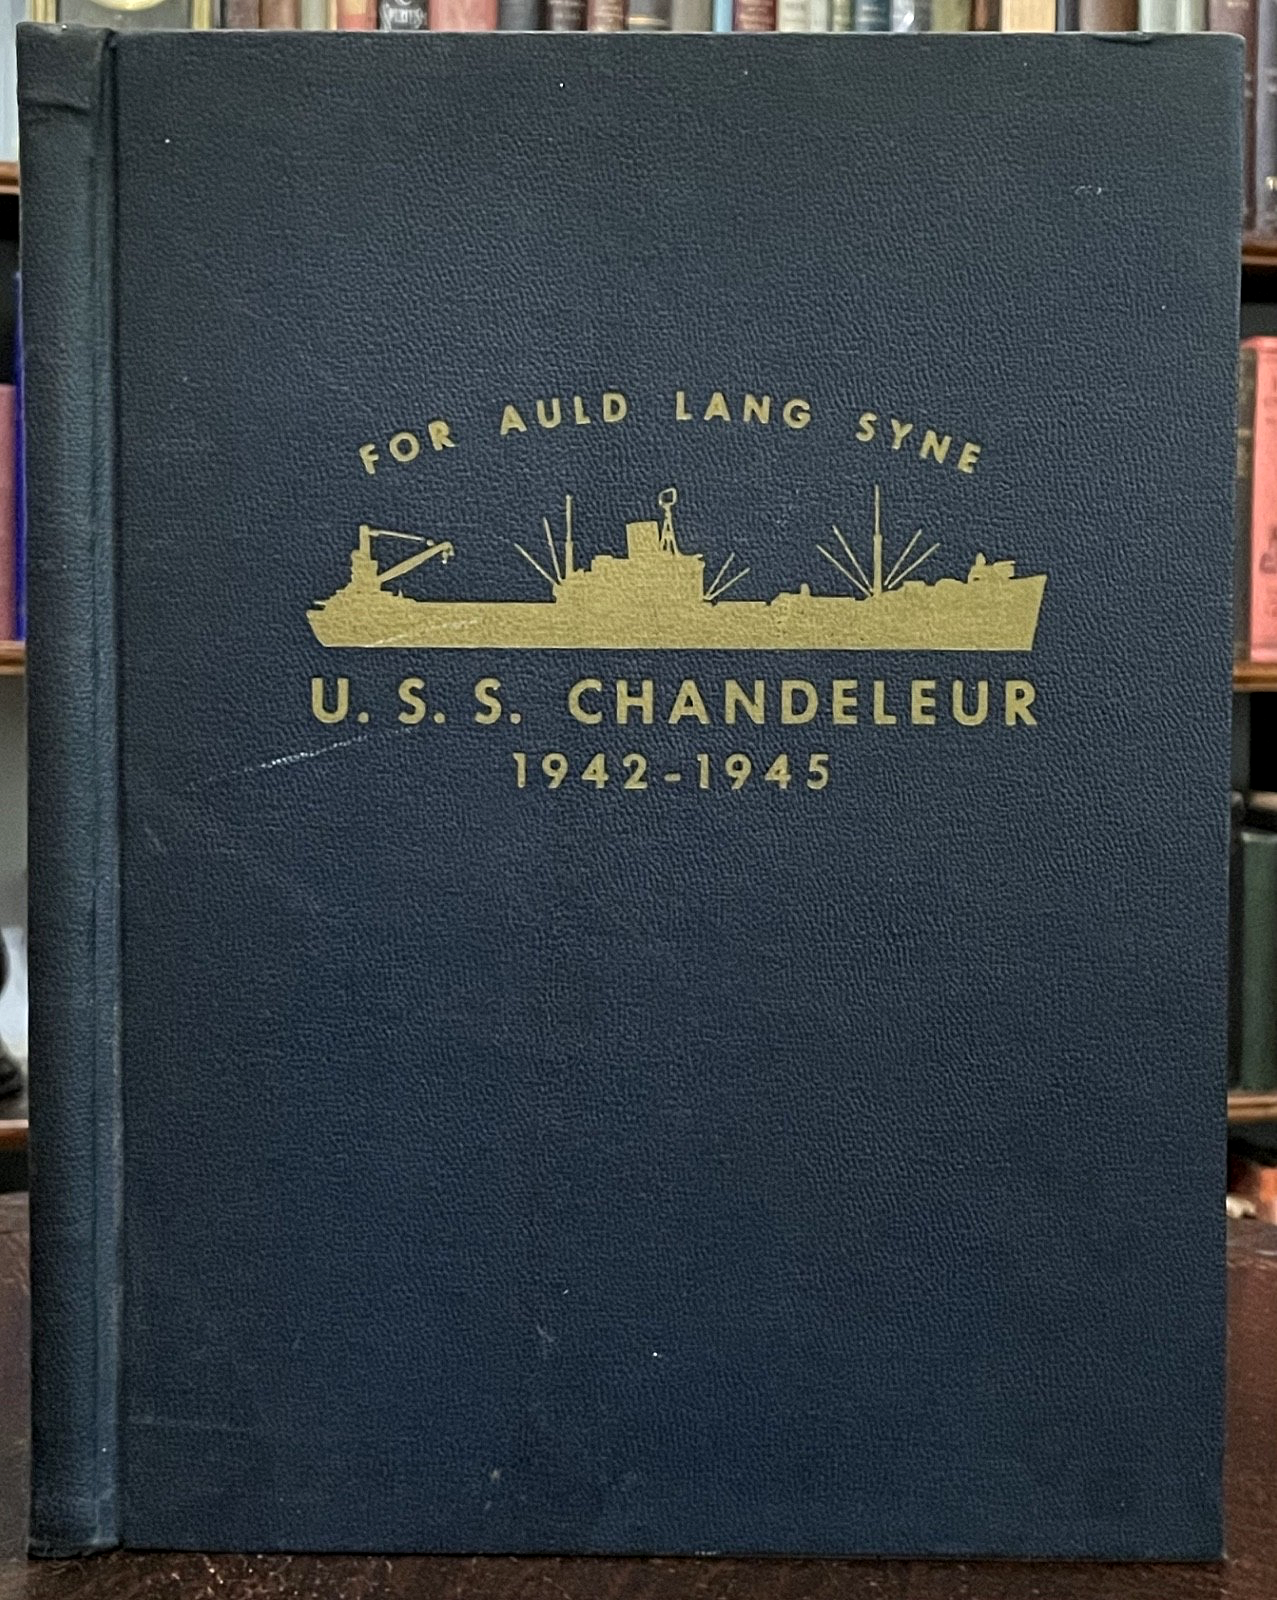 FOR AULD LANG SYNE
U. S. S. CHANDELEUR
1942-1945